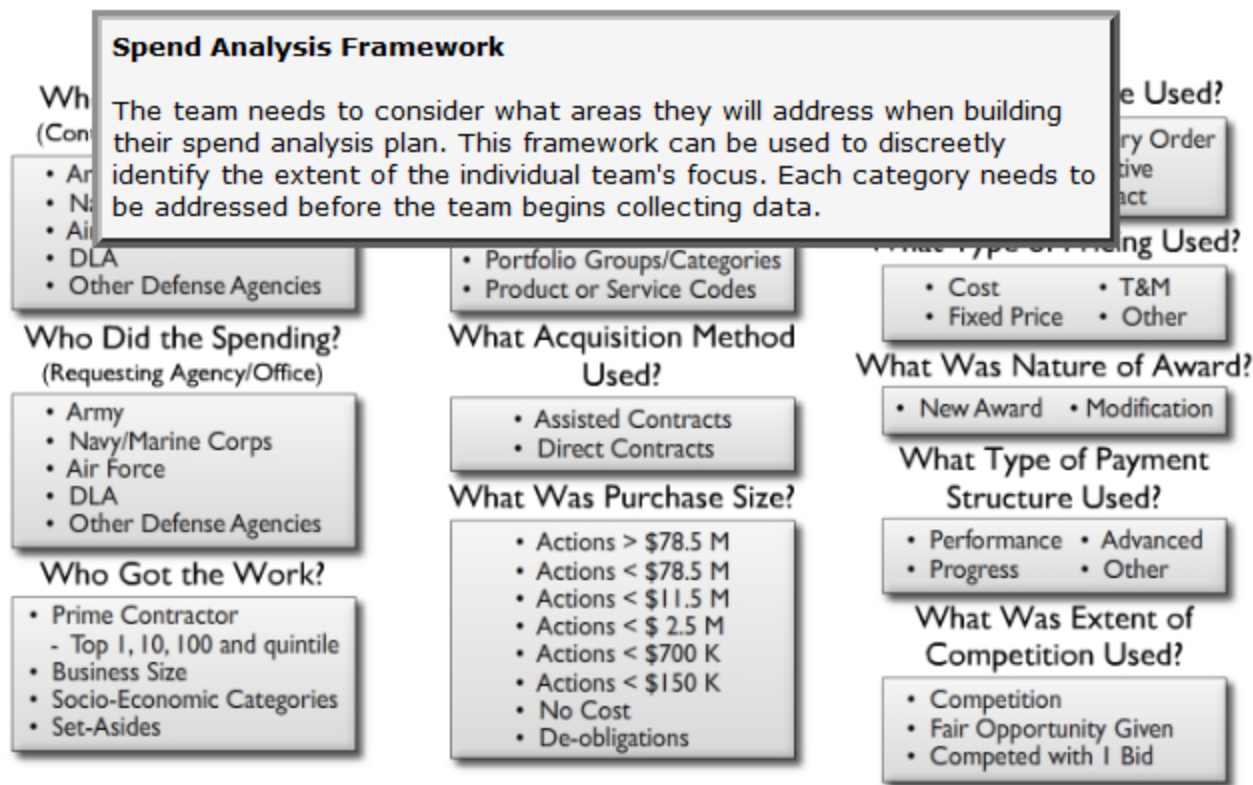 Spend Analysis Framework
The team needs to consider what areas they will address when building
their spend analysis plan. This framework can be used to discreetly
identify the extent of the individual team's focus. Each category needs to
be addressed before the team begins collecting data.
• DLA
• Other Defense Agencies
Who Did the Spending?
(Requesting Agency/Office)
• Army
• Navy/Marine Corps
• Air Force
• DLA
• Other Defense Agencies
Who Got the Work?
• Prime Contractor
- Top 1, 10, 100 and quintile
• Business Size
• Socio-Economic Categories
• Set-Asides
• Portfolio Groups/Categories
• Product or Service Codes
What Acquisition Method
Used?
• Assisted Contracts
• Direct Contracts
What Was Purchase Size?
• Actions > $78.5 M
• Actions < $78.5 M
• Actions < $11.5 M
• Actions < $ 2.5 M
• Actions < $700 K
• Actions < $150 K
• No Cost
• De-obligations
Used?
Order
What Type of Pricing Used?
• Cost • T&M
• Fixed Price • Other
What Was Nature of Award?
• New Award • Modification
What Type of Payment
Structure Used?
• Performance • Advanced
• Progress • Other
What Was Extent of
Competition Used?
• Competition
• Fair Opportunity Given
• Competed with 1 Bid